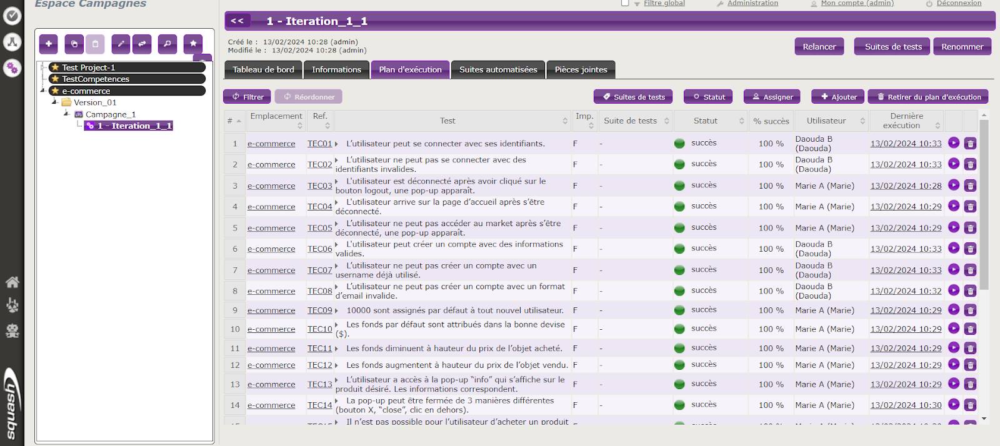 Espace Campagnes
Filtre global
Administration
Mon compte (admin)
Déconnexion
<<
1 - Iteration_1_1
Créé le : 13/02/2024 10:28 (admin)
Modifié le : 13/02/2024 10:28 (admin)
Relancer
Suites de tests
Renommer
Test Project-1
TestCompetences
e-commerce
Version_01
Campagne_1
1 - Iteration_1_1
Tableau de bord
Informations
Plan d'exécution
Suites automatisées
Pièces jointes
Filtrer
Réordonner
Suites de tests
Statut
Assigner
Ajouter
Retirer du plan d'exécution
# Emplacement Ref. Test Imp. Suite de tests Statut % succès Utilisateur Dernière
exécution
1 e-commerce TEC01 L’utilisateur peut se connecter avec ses identifiants. F - succès 100 % Daouda B
(Daouda) 13/02/2024 10:33
2 e-commerce TEC02 L’utilisateur ne peut pas se connecter avec des
identifiants invalides. F - succès 100 % Daouda B
(Daouda) 13/02/2024 10:33
3 e-commerce TEC03 L'utilisateur est déconnecté après avoir cliqué sur le
bouton logout, une pop-up apparaît. F - succès 100 % Marie A (Marie) 13/02/2024 10:28
4 e-commerce TEC04 L'utilisateur arrive sur la page d’accueil après s’être
déconnecté. F - succès 100 % Marie A (Marie) 13/02/2024 10:29
5 e-commerce TEC05 L’utilisateur ne peut pas accéder au market après s’être
déconnecté, une pop-up apparaît. F - succès 100 % Marie A (Marie) 13/02/2024 10:29
6 e-commerce TEC06 L'utilisateur peut créer un compte avec des informations
valides. F - succès 100 % Daouda B
(Daouda) 13/02/2024 10:33
7 e-commerce TEC07 L’utilisateur ne peut pas créer un compte avec un
username déjà utilisé. F - succès 100 % Daouda B
(Daouda) 13/02/2024 10:33
8 e-commerce TEC08 L’utilisateur ne peut pas créer un compte avec un format
d’email invalide. F - succès 100 % Daouda B
(Daouda) 13/02/2024 10:32
9 e-commerce TEC09 10000 sont assignés par défaut à tout nouvel utilisateur. F - succès 100 % Marie A (Marie) 13/02/2024 10:29
10 e-commerce TEC10 Les fonds par défaut sont attribués dans la bonne devise
($). F - succès 100 % Marie A (Marie) 13/02/2024 10:29
11 e-commerce TEC11 Les fonds diminuent à hauteur du prix de l’objet acheté. F - succès 100 % Marie A (Marie) 13/02/2024 10:29
12 e-commerce TEC12 Les fonds augmentent à hauteur du prix de l’objet vendu. F - succès 100 % Marie A (Marie) 13/02/2024 10:29
13 e-commerce TEC13 L’utilisateur a accès à la pop-up “info” qui s’affiche sur le
produit désiré. Les informations correspondent. F - succès 100 % Marie A (Marie) 13/02/2024 10:29
14 e-commerce TEC14 La pop-up peut être fermée de 3 manières différentes
(bouton X, “close”, clic en dehors). F - succès 100 % Marie A (Marie) 13/02/2024 10:30
Il n’est pas possible pour l’utilisateur d’acheter un produit
squash